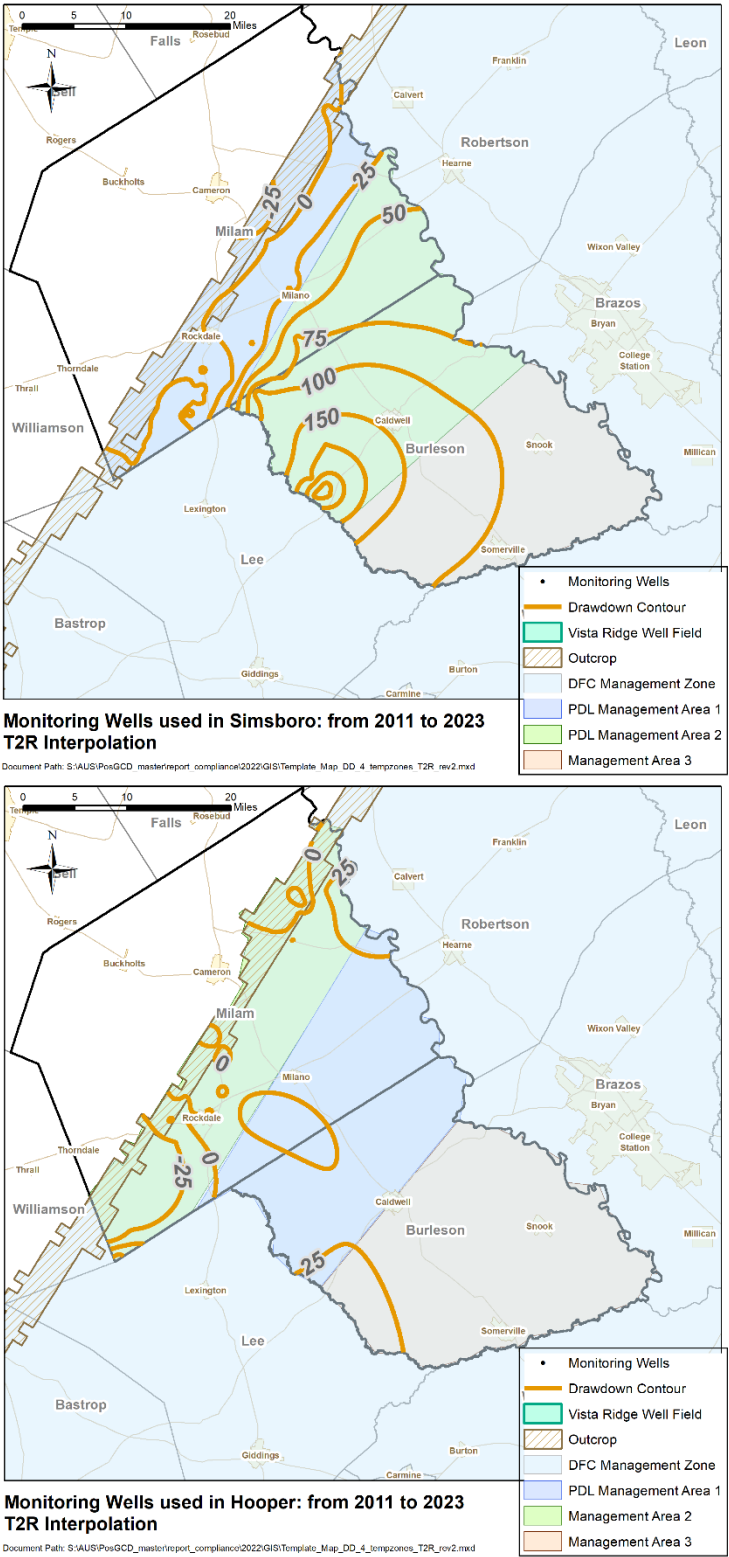 0 5 10 20
Miles
Temple
Falls
Rosebud
Leon
N
Bell
Franklin
Calvert
Robertson
Rogers
Hearne
Buckholts
Cameron
-25
0
25
50
Milam
Wixon Valley
Milano
Brazos
Bryan
Rockdale
75
College
Station
Thorndale
100
Thrall
150
Caldwell
Williamson
Burleson
Snook
Millican
Lexington
Somerville
Lee
Bastrop
Giddings
Burton
Carmine
Monitoring Wells
Drawdown Contour
Vista Ridge Well Field
Outcrop
DFC Management Zone
PDL Management Area 1
PDL Management Area 2
Management Area 3
Monitoring Wells used in Simsboro: from 2011 to 2023
T2R Interpolation
Document Path: S:\AUS\PosGCD_master\report_compliance\2022\GIS\Template_Map_DD_4_tempzones_T2R_rev2.mxd
0 5 10 20
Miles
Falls
Rosebud
Leon
N
Bell
Franklin
0
25
Calvert
Robertson
Rogers
Hearne
Buckholts
Cameron
Milam
Wixon Valley
0
Milano
Brazos
Bryan
Rockdale
College
Station
Thorndale
-25
0
Thrall
Williamson
Caldwell
Burleson
Snook
Millican
25
Lexington
Somerville
Lee
Bastrop
Giddings
Burton
Carmine
Monitoring Wells
Drawdown Contour
Vista Ridge Well Field
Outcrop
DFC Management Zone
PDL Management Area 1
Management Area 2
Management Area 3
Monitoring Wells used in Hooper: from 2011 to 2023
T2R Interpolation
Document Path: S:\AUS\PosGCD_master\report_compliance\2022\GIS\Template_Map_DD_4_tempzones_T2R_rev2.mxd